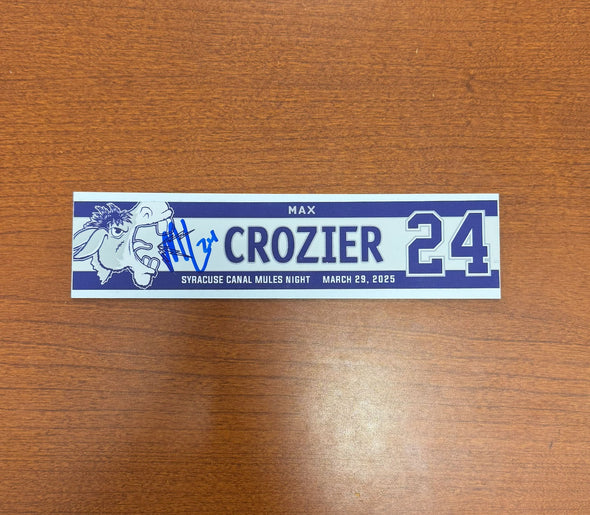 MAX
CROZIER
24
SYRACUSE CANAL MULES NIGHT MARCH 29, 2025